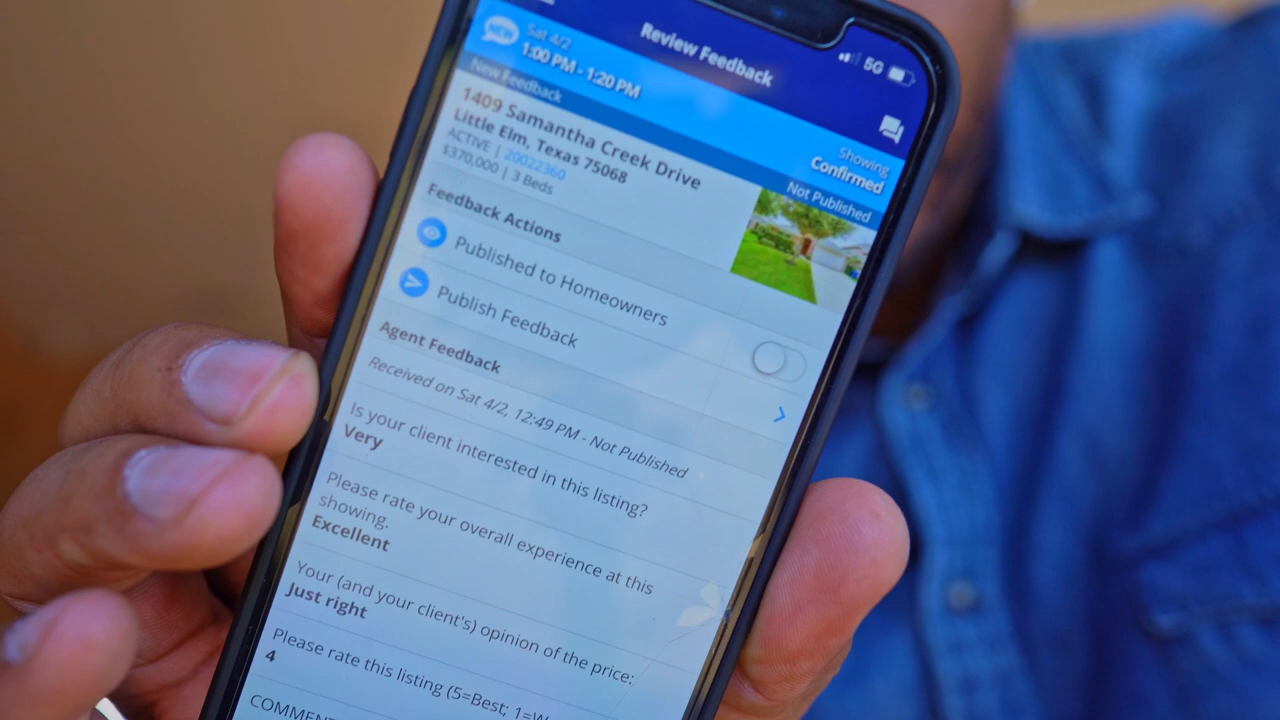 Review Feedback
5G
NEW
Sat 4/2
1:00 PM - 1:20 PM
Showing
Confirmed
New Feedback
Not Published
1409 Samantha Creek Drive
Little Elm, Texas 75068
ACTIVE | 20022360
$370,000 | 3 Beds
Feedback Actions
Published to Homeowners
Publish Feedback
Agent Feedback
Received on Sat 4/2, 12:49 PM - Not Published
Is your client interested in this listing?
Very
Please rate your overall experience at this
showing.
Excellent
Your (and your client's) opinion of the price:
Just right
Please rate this listing (5=Best; 1=W
4
COMMEN